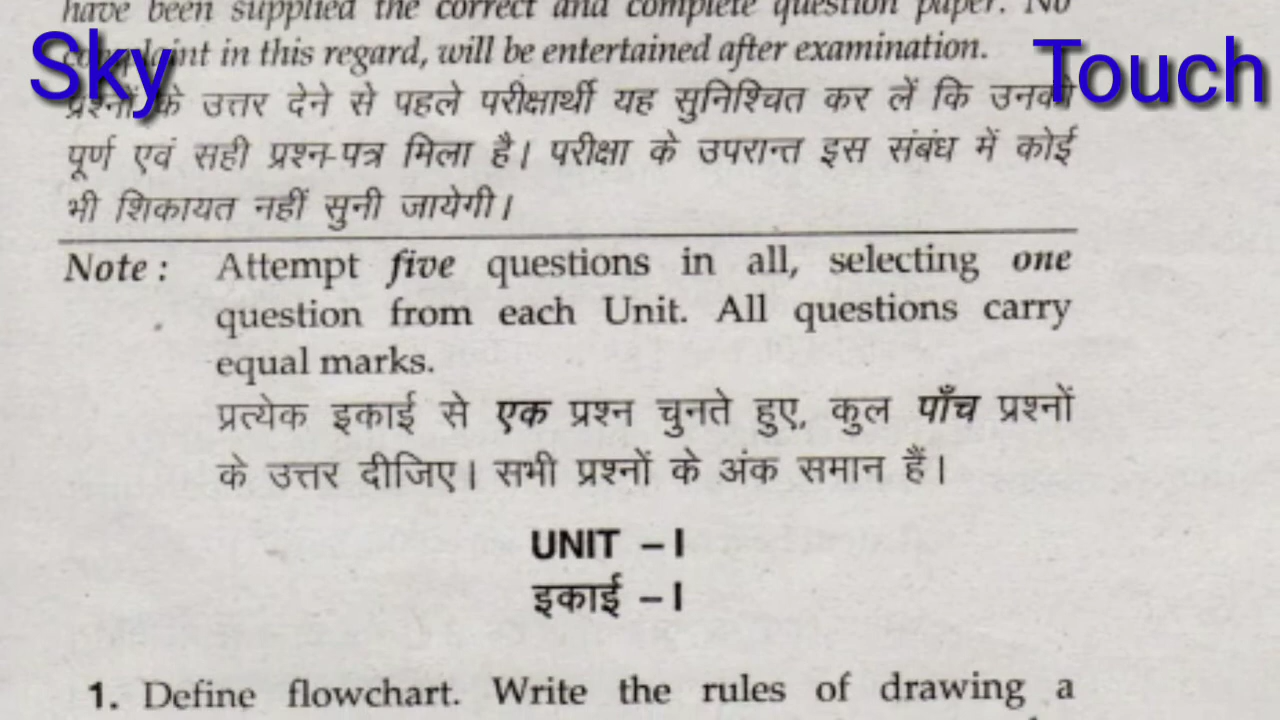 have been supplied the correct and complete question paper. No
complaint in this regard, will be entertained after examination.
Sky
Touch
प्रश्नों के उत्तर देने से पहले परीक्षार्थी यह सुनिश्चित कर लें कि उनको
पूर्ण एवं सही प्रश्न-पत्र मिला है। परीक्षा के उपरान्त इस संबंध में कोई
भी शिकायत नहीं सुनी जायेगी।
Note : Attempt five questions in all, selecting one
question from each Unit. All questions carry
equal marks.
प्रत्येक इकाई से एक प्रश्न चुनते हुए, कुल पाँच प्रश्नों
के उत्तर दीजिए। सभी प्रश्नों के अंक समान हैं।
UNIT – I
इकाई – I
1. Define flowchart. Write the rules of drawing a